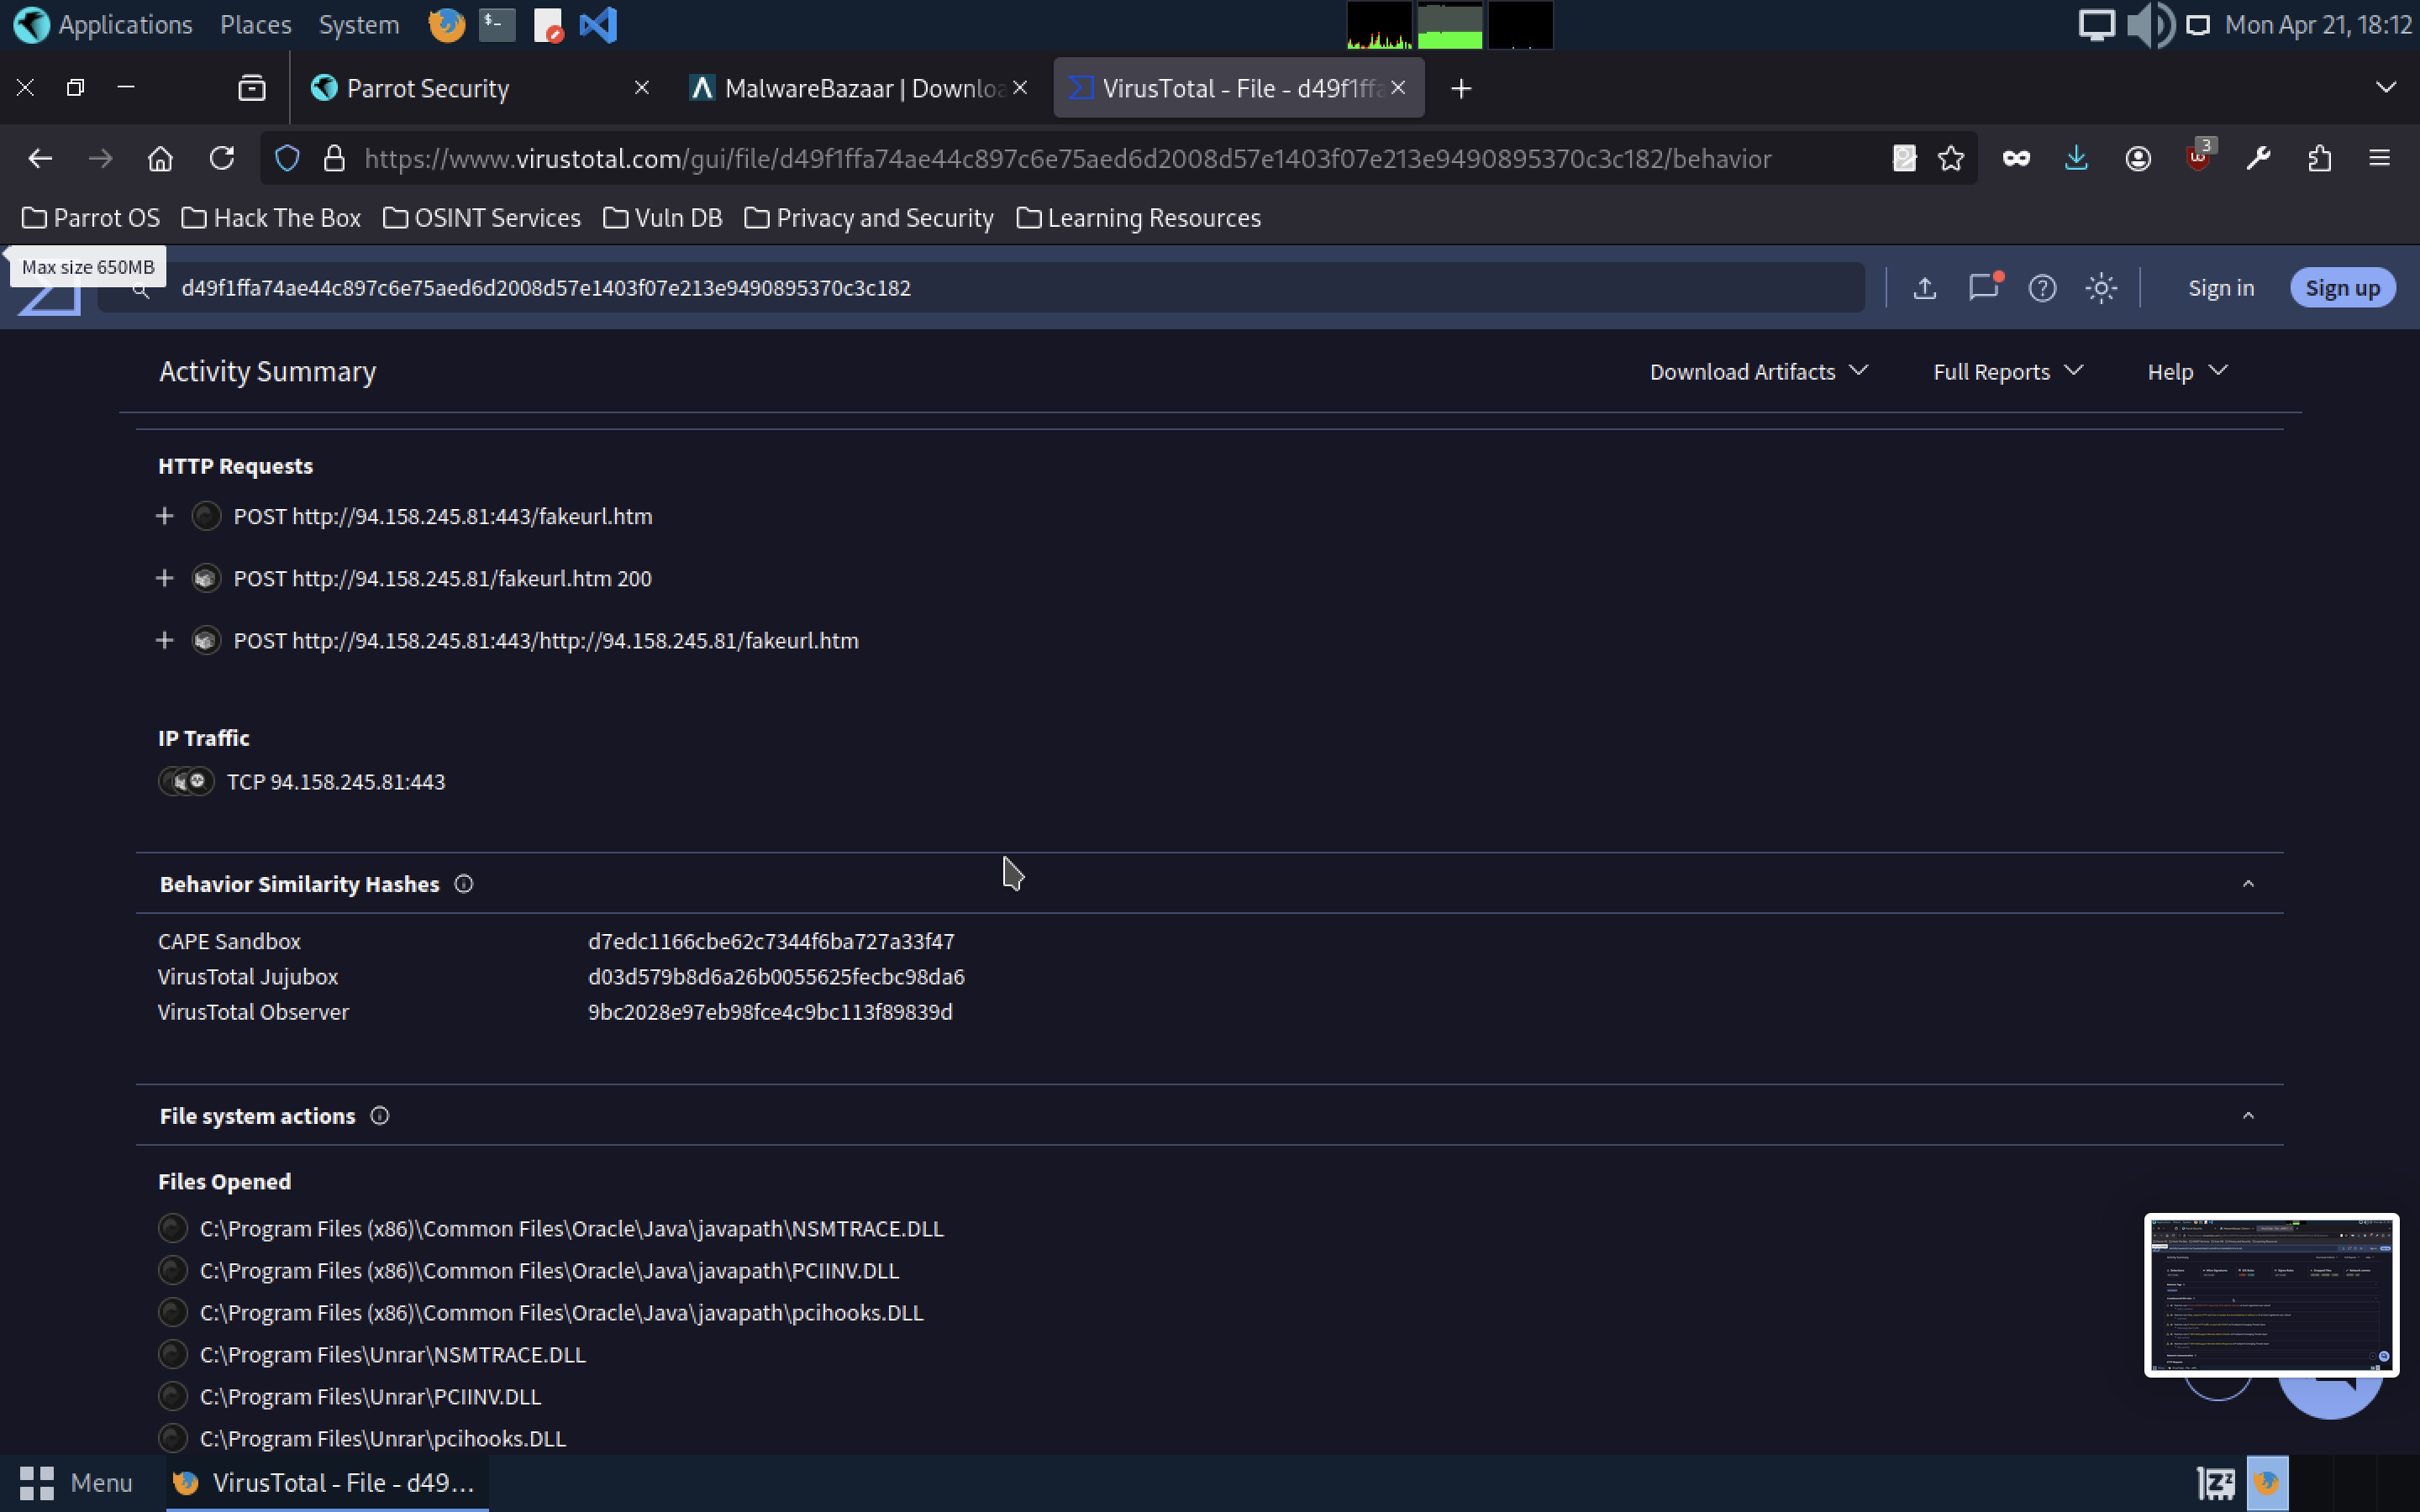 Applications Places System Mon Apr 21, 18:12
Parrot Security MalwareBazaar | Downloa VirusTotal - File - d49f1ffa
https://www.virustotal.com/gui/file/d49f1ffa74ae44c897c6e75aed6d2008d57e1403f07e213e9490895370c3c182/behavior 3
Parrot OS Hack The Box OSINT Services Vuln DB Privacy and Security Learning Resources
Max size 650MB
d49f1ffa74ae44c897c6e75aed6d2008d57e1403f07e213e9490895370c3c182 Sign in Sign up
Activity Summary Download Artifacts Full Reports Help
HTTP Requests
POST http://94.158.245.81:443/fakeurl.htm
POST http://94.158.245.81/fakeurl.htm 200
POST http://94.158.245.81:443/http://94.158.245.81/fakeurl.htm
IP Traffic
TCP 94.158.245.81:443
Behavior Similarity Hashes
CAPE Sandbox d7edc1166cbe62c7344f6ba727a33f47
VirusTotal Jujubox d03d579b8d6a26b0055625fecbc98da6
VirusTotal Observer 9bc2028e97eb98fce4c9bc113f89839d
File system actions
Files Opened
C:\Program Files (x86)\Common Files\Oracle\Java\javapath\NSMTRACE.DLL
C:\Program Files (x86)\Common Files\Oracle\Java\javapath\PCIINV.DLL
C:\Program Files (x86)\Common Files\Oracle\Java\javapath\pcihooks.DLL
C:\Program Files\Unrar\NSMTRACE.DLL
C:\Program Files\Unrar\PCIINV.DLL
C:\Program Files\Unrar\pcihooks.DLL
Menu VirusTotal - File - d49...